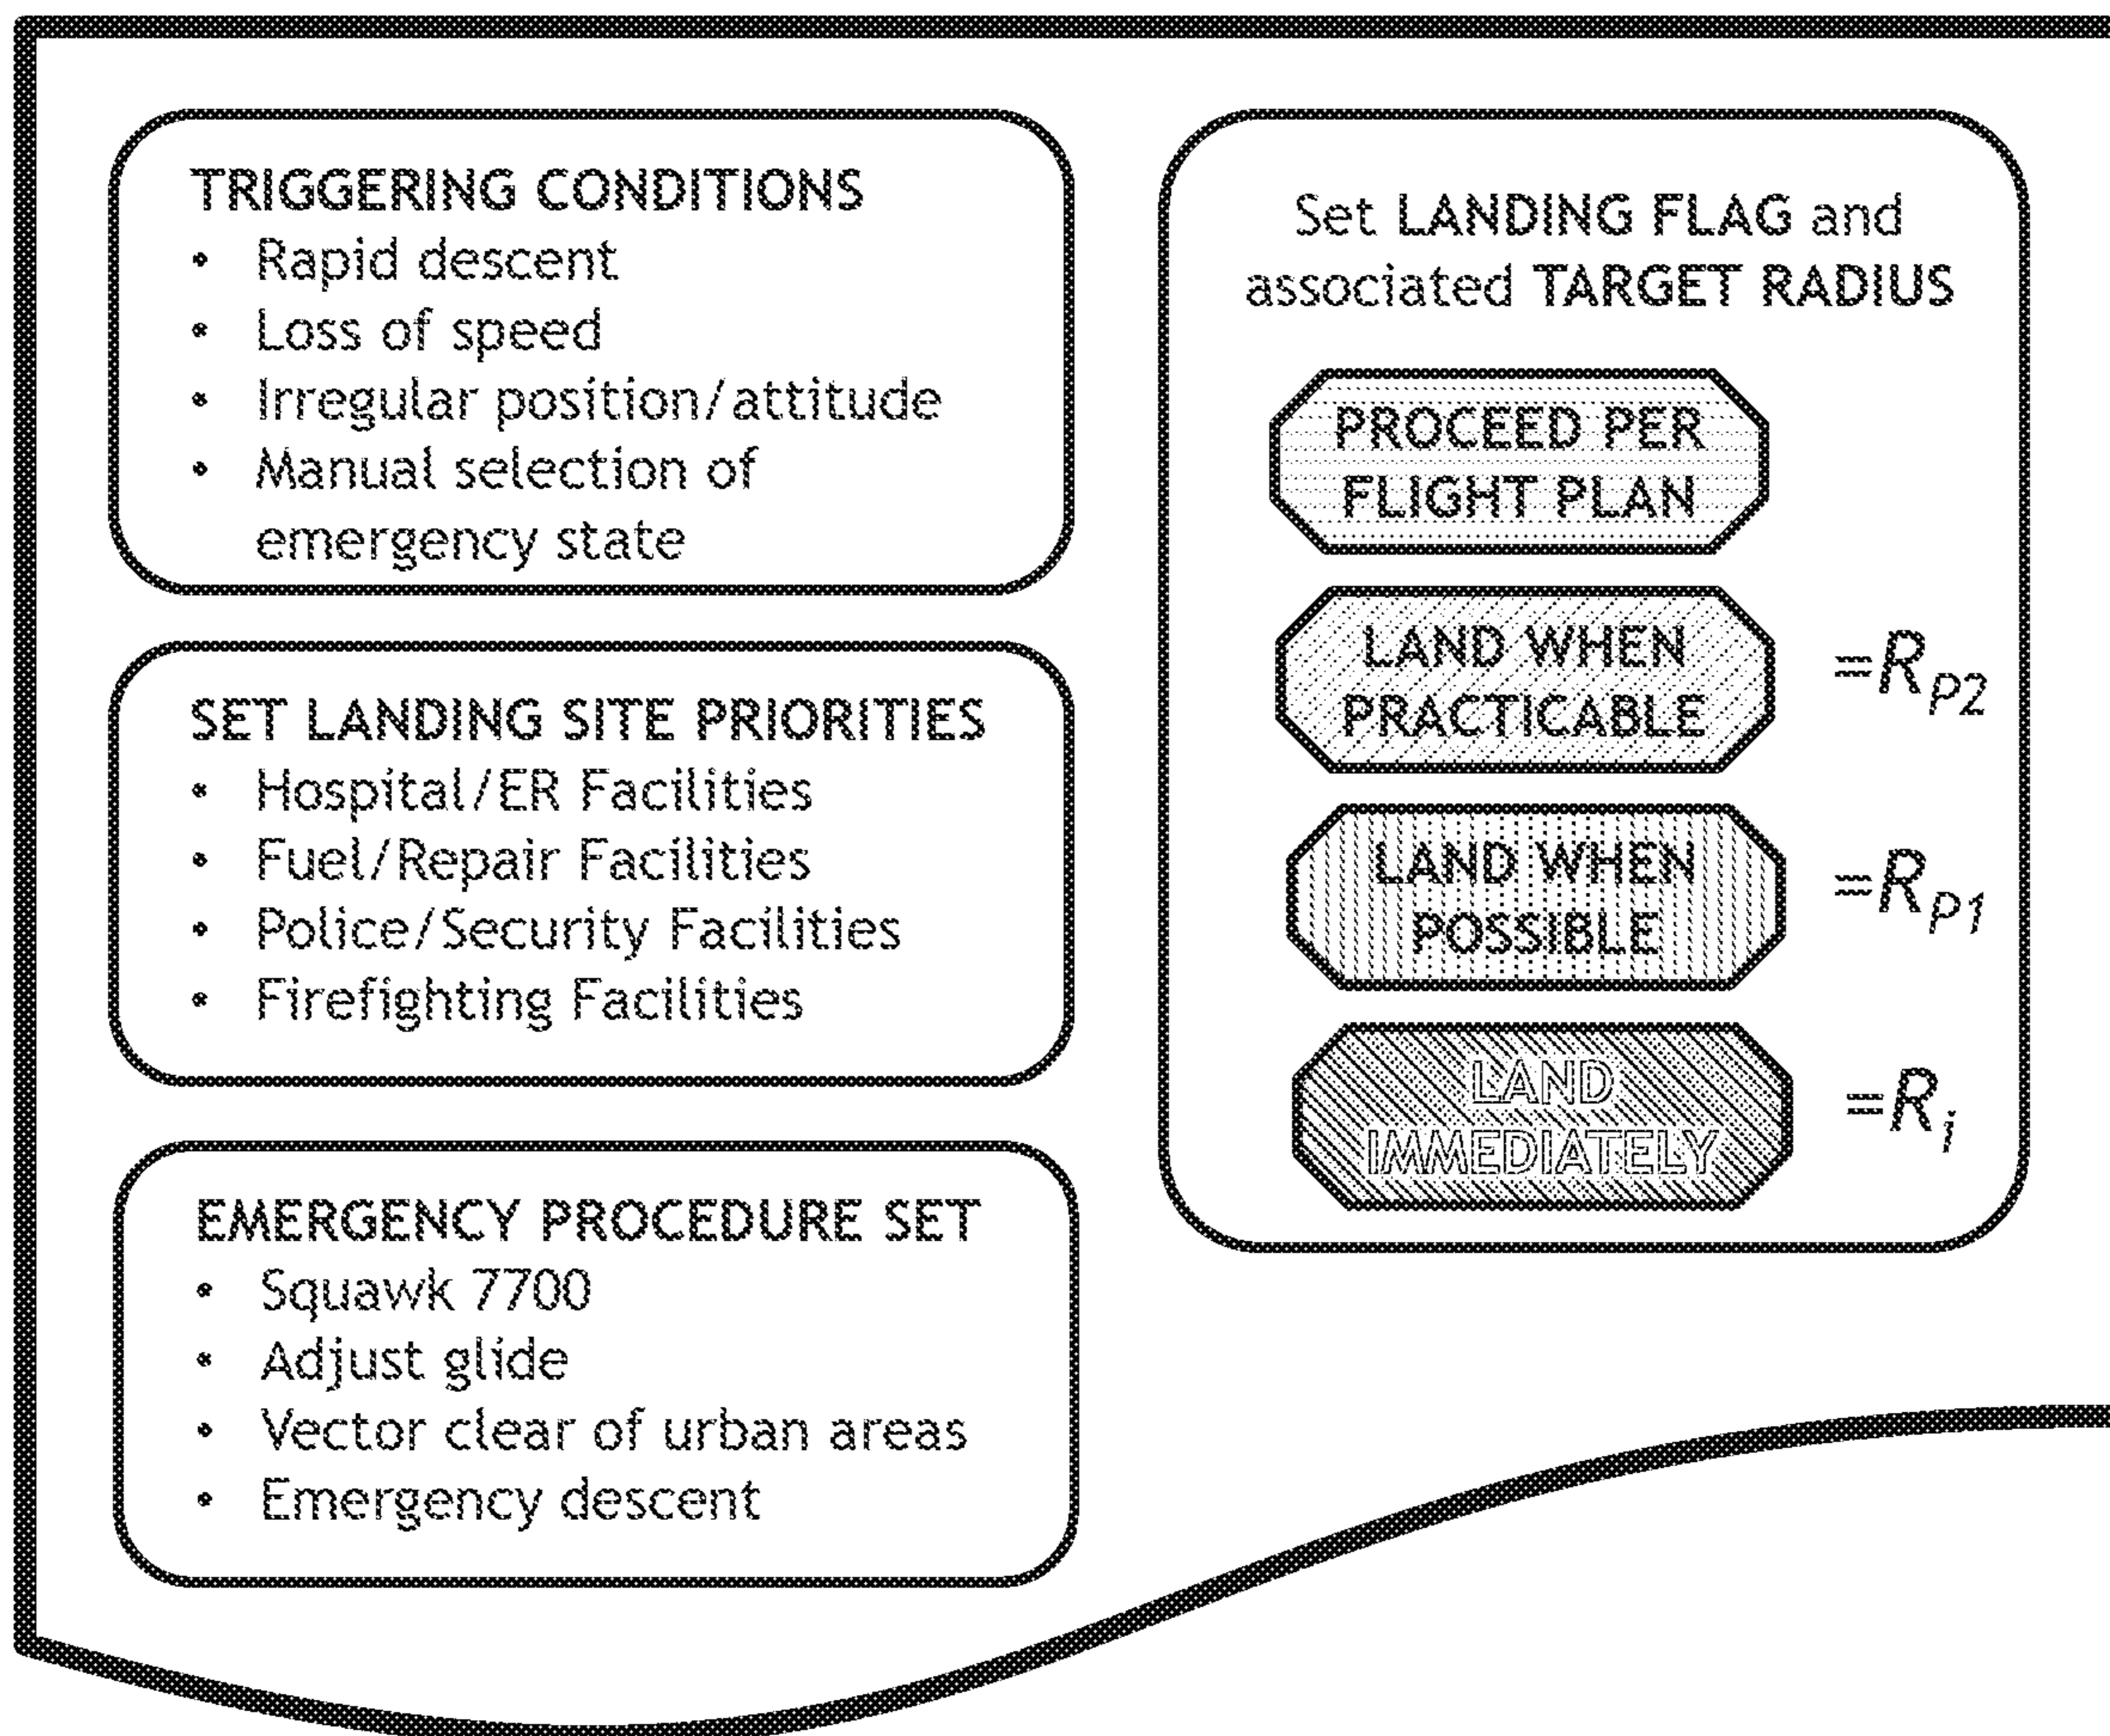 TRIGGERING CONDITIONS
• Rapid descent
• Loss of speed
• Irregular position/attitude
• Manual selection of
emergency state
SET LANDING SITE PRIORITIES
• Hospital/ER Facilities
• Fuel/Repair Facilities
• Police/Security Facilities
• Firefighting Facilities
EMERGENCY PROCEDURE SET
• Squawk 7700
• Adjust glide
• Vector clear of urban areas
• Emergency descent
Set LANDING FLAG and
associated TARGET RADIUS
PROCEED PER
FLIGHT PLAN
LAND WHEN
PRACTICABLE
=RP2
LAND WHEN
POSSIBLE
=RP1
LAND
IMMEDIATELY
=Ri